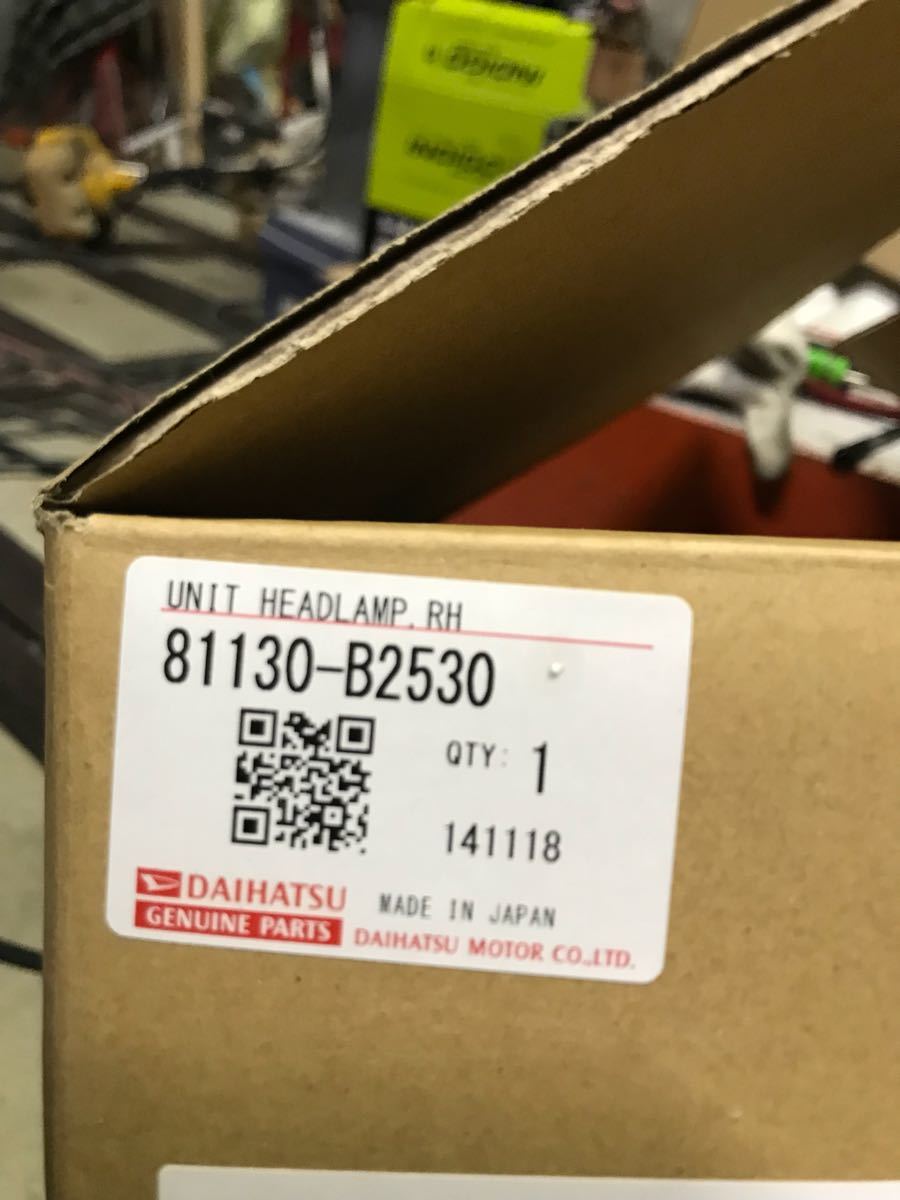 UNIT HEADLAMP, RH
81130-B2530
QTY: 1
141118
DAIHATSU
GENUINE PARTS
MADE IN JAPAN
DAIHATSU MOTOR CO.,LTD.